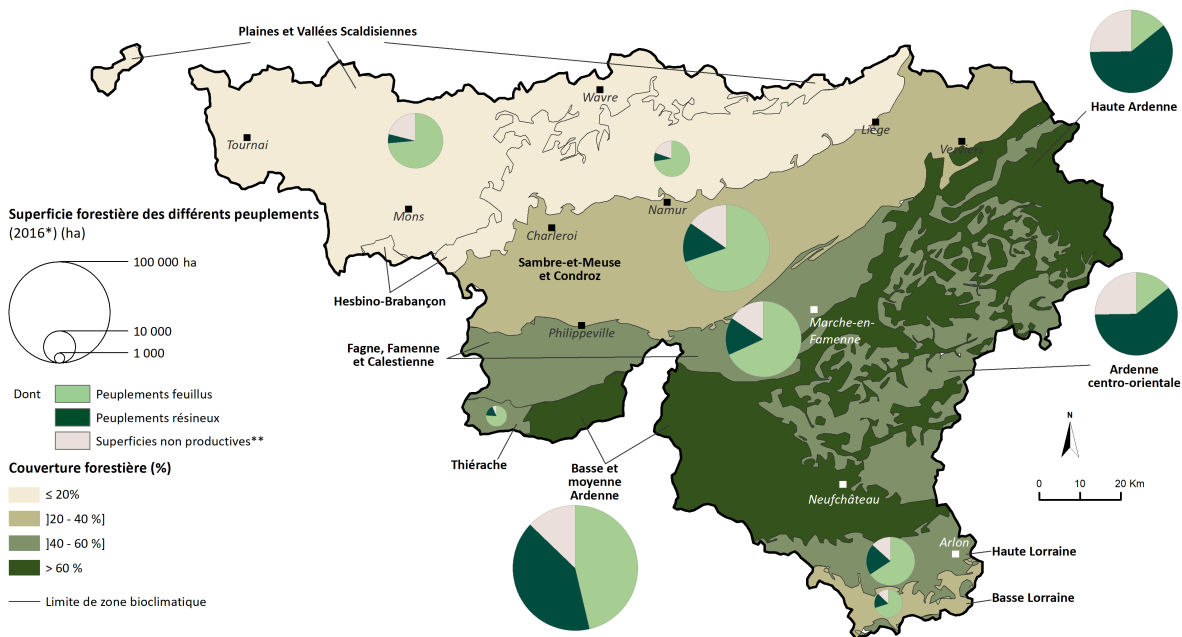 Plaines et Vallées Scaldisiennes
Haute Ardenne
Wavre
Tournai
Liège
Verviers
Mons
Namur
Charleroi
Sambre-et-Meuse
et Condroz
Hesbino-Brabançon
Superficie forestière des différents peuplements
(2016*) (ha)
100 000 ha
10 000
1 000
Dont
Peuplements feuillus
Peuplements résineux
Superficies non productives**
Couverture forestière (%)
≤ 20%
]20 - 40 %]
]40 - 60 %]
> 60 %
Limite de zone bioclimatique
Philippeville
Fagne, Famenne
et Calestienne
Marche-en-
Famenne
Ardenne
centro-orientale
Thiérache
Basse et
moyenne
Ardenne
Neufchâteau
N
0 10 20 Km
Arlon
Haute Lorraine
Basse Lorraine